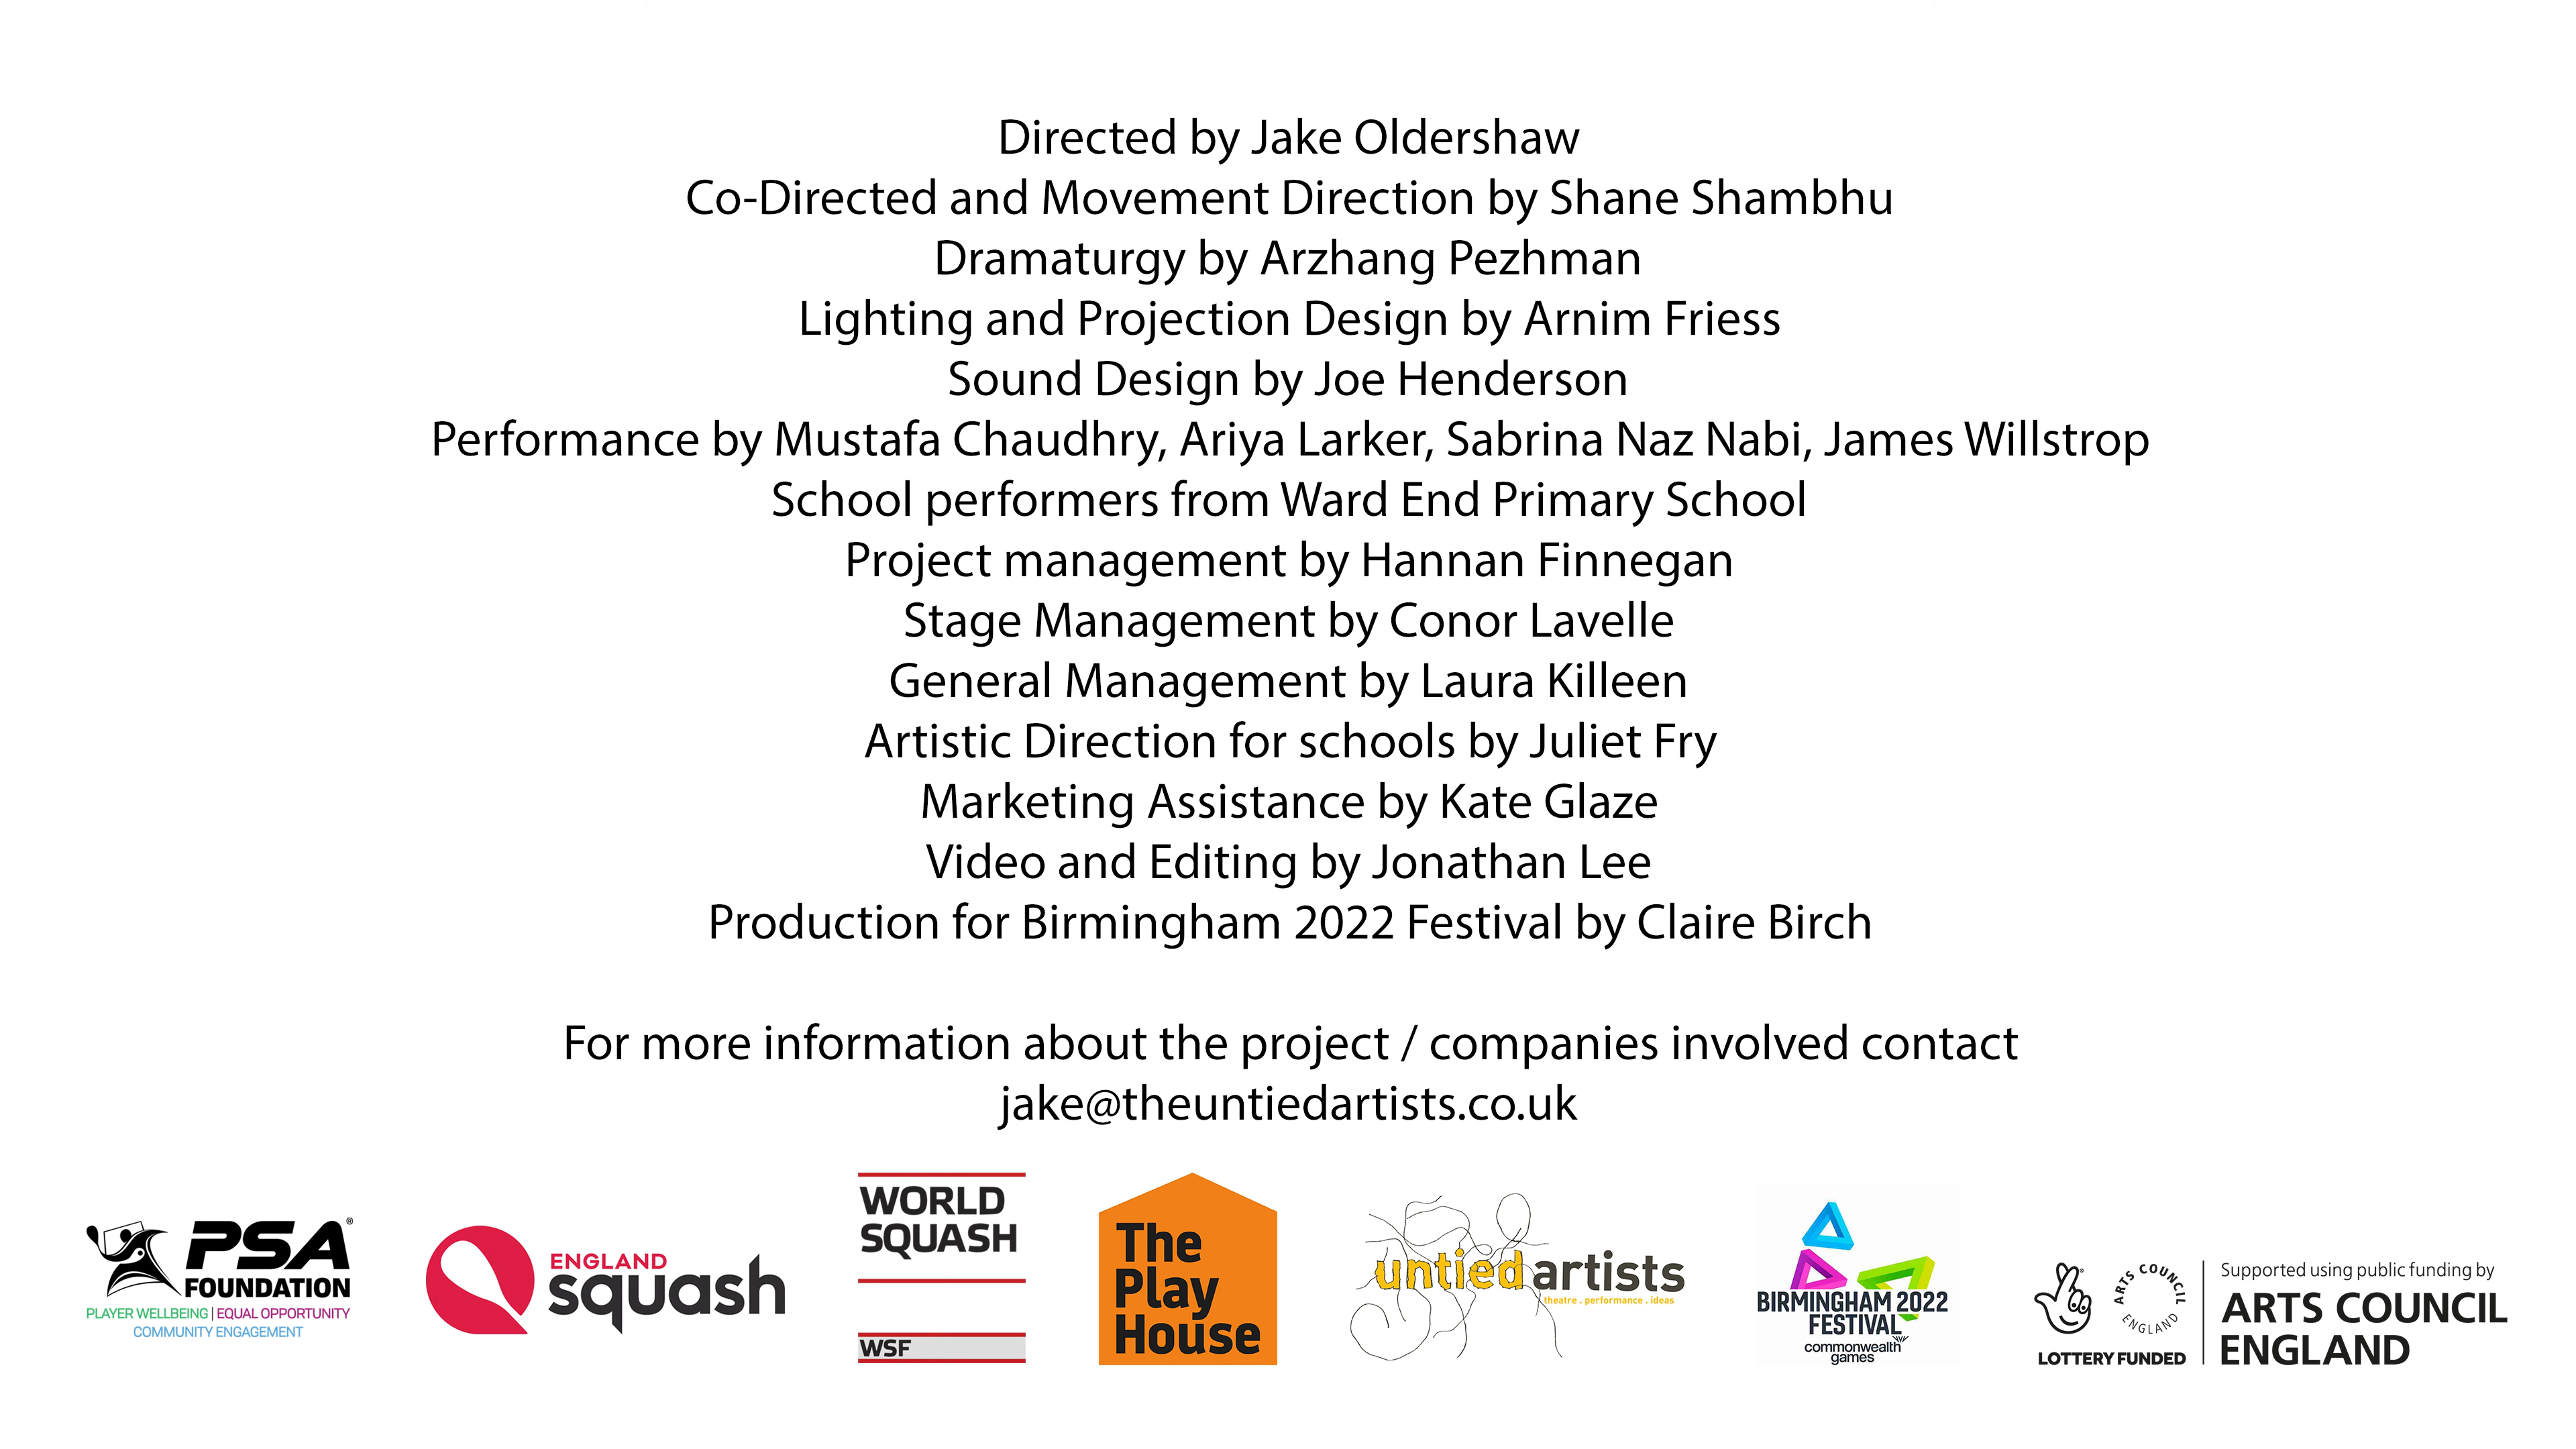 Directed by Jake Oldershaw
Co-Directed and Movement Direction by Shane Shambhu
Dramaturgy by Arzhang Pezhman
Lighting and Projection Design by Arnim Friess
Sound Design by Joe Henderson
Performance by Mustafa Chaudhry, Ariya Larker, Sabrina Naz Nabi, James Willstrop
School performers from Ward End Primary School
Project management by Hannan Finnegan
Stage Management by Conor Lavelle
General Management by Laura Killeen
Artistic Direction for schools by Juliet Fry
Marketing Assistance by Kate Glaze
Video and Editing by Jonathan Lee
Production for Birmingham 2022 Festival by Claire Birch
For more information about the project / companies involved contact
jake@theuntiedartists.co.uk
PSA®
FOUNDATION
PLAYER WELLBEING | EQUAL OPPORTUNITY
COMMUNITY ENGAGEMENT
ENGLAND
squash
WORLD
SQUASH
WSF
The
Play
House
untied artists
theatre . performance . ideas
BIRMINGHAM 2022
FESTIVAL
commonwealth
games
LOTTERY FUNDED
ARTS COUNCIL
ENGLAND
Supported using public funding by
ARTS COUNCIL
ENGLAND